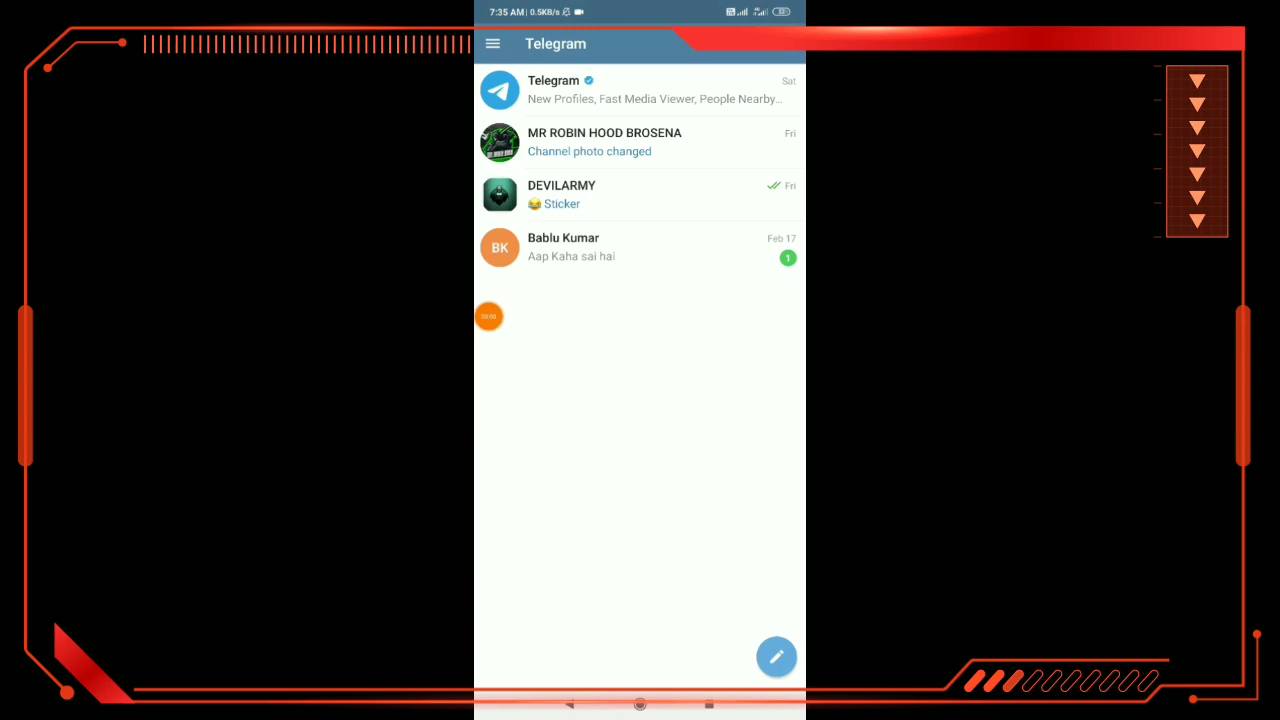 7:35 AM | 0.5KB/s
Telegram
Telegram
Sat
New Profiles, Fast Media Viewer, People Nearby...
MR ROBIN HOOD BROSENA
Fri
Channel photo changed
DEVILARMY
Fri
😂 Sticker
Bablu Kumar
Feb 17
BK
Aap Kaha sai hai
1